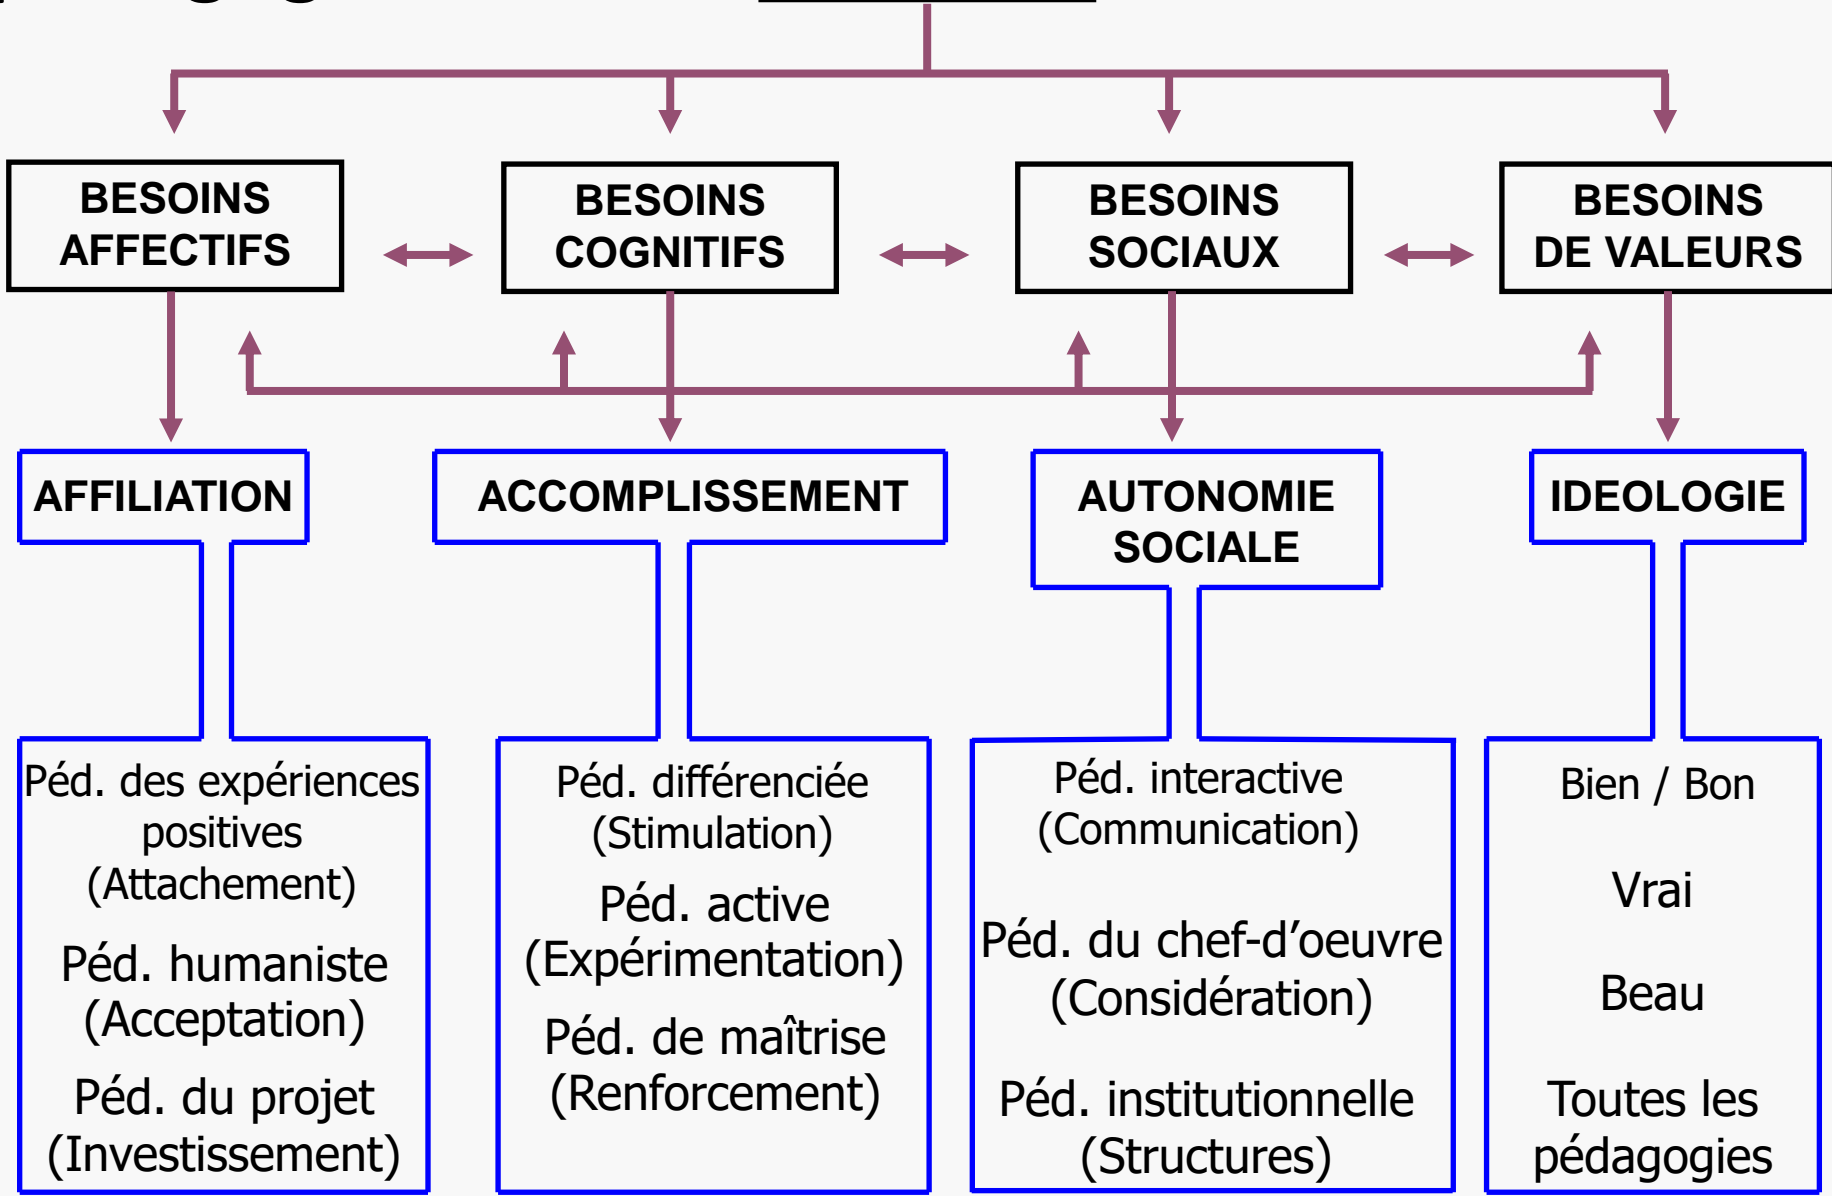 BESOINS
AFFECTIFS
BESOINS
COGNITIFS
BESOINS
SOCIAUX
BESOINS
DE VALEURS
AFFILIATION
ACCOMPLISSEMENT
AUTONOMIE
SOCIALE
IDEOLOGIE
Péd. des expériences
positives
(Attachement)
Péd. humaniste
(Acceptation)
Péd. du projet
(Investissement)
Péd. différenciée
(Stimulation)
Péd. active
(Expérimentation)
Péd. de maîtrise
(Renforcement)
Péd. interactive
(Communication)
Péd. du chef-d’oeuvre
(Considération)
Péd. institutionnelle
(Structures)
Bien / Bon
Vrai
Beau
Toutes les
pédagogies